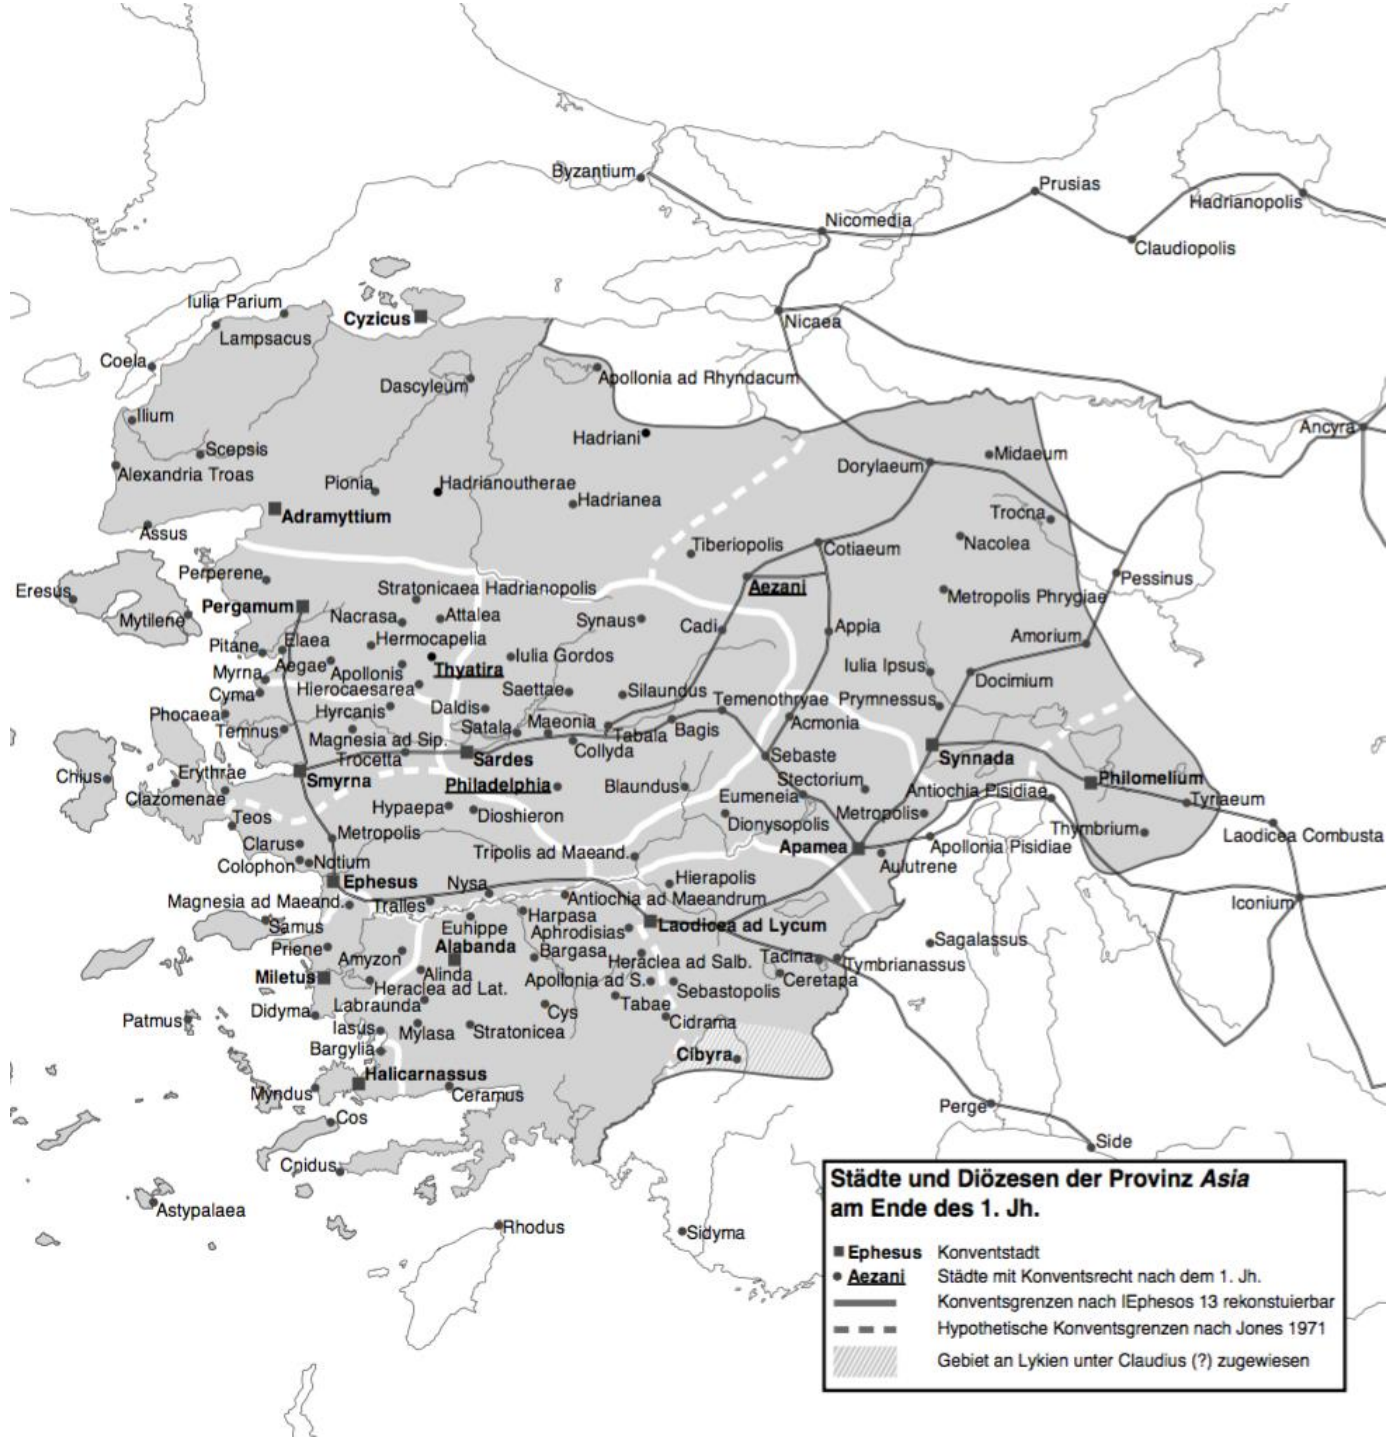 Byzantium
Prusias
Hadrianopolis
Nicomedia
Claudiopolis
Iulia Parium
Cyzicus
Lampsacus
Nicaea
Coela
Dascyleum
Apollonia ad Rhyndacum
Ilium
Hadriani
Ancyra
Scepsis
Midaeum
Alexandria Troas
Dorylaeum
Pionia
Hadrianoutherae
Hadrianea
Adramyttium
Trocna
Assus
Tiberiopolis
Cotiaeum
Nacolea
Perperene
Stratonicaea Hadrianopolis
Aezani
Pessinus
Eresus
Metropolis Phrygiae
Pergamum
Mytilene
Nacrasa
Attalea
Synaus
Cadi
Appia
Amorium
Pitane
Elaea
Hermocapelia
Aegae
Apollonis
Thyatira
Iulia Gordos
Iulia Ipsus
Myrna
Docimium
Cyma
Hierocaesarea
Saettae
Silaundus
Temenothryae
Prymnessus
Phocaea
Hyrcanis
Daldis
Acmonia
Temnus
Magnesia ad Sip.
Satala
Maeonia
Tabala
Bagis
Trocetta
Sardes
Collyda
Sebaste
Synnada
Chius
Erythrae
Smyrna
Philadelphia
Blaundus
Stectorium
Antiochia Pisidiae
Philomelium
Clazomenae
Hypaepa
Dioshieron
Eumeneia
Dionysopolis
Metropolis
Tyriaeum
Teos
Metropolis
Thymbrium
Laodicea Combusta
Clarus
Colophon
Notium
Tripolis ad Maeand.
Apamea
Apollonia Pisidiae
Aulutrene
Ephesus
Nysa
Hierapolis
Magnesia ad Maeand.
Tralles
Antiochia ad Maeandrum
Iconium
Samus
Euhippe
Harpasa
Aphrodisias
Laodicea ad Lycum
Priene
Amyzon
Alabanda
Bargasa
Heraclea ad Salb.
Tacina
Tymbrianassus
Sagalassus
Miletus
Alinda
Heraclea ad Lat.
Apollonia ad S.
Sebastopolis
Ceretapa
Patmus
Didyma
Labraunda
Cys
Tabae
Iasus
Mylasa
Stratonicea
Cidrama
Bargylia
Cibyra
Halicarnassus
Myndus
Ceramus
Perge
Cos
Side
Cnidus
Astypalaea
Rhodus
Sidyma
Städte und Diözesen der Provinz Asia
am Ende des 1. Jh.
Ephesus Konventstadt
Aezani Städte mit Konventsrecht nach dem 1. Jh.
Konventsgrenzen nach IEphesos 13 rekonstuierbar
Hypothetische Konventsgrenzen nach Jones 1971
Gebiet an Lykien unter Claudius (?) zugewiesen